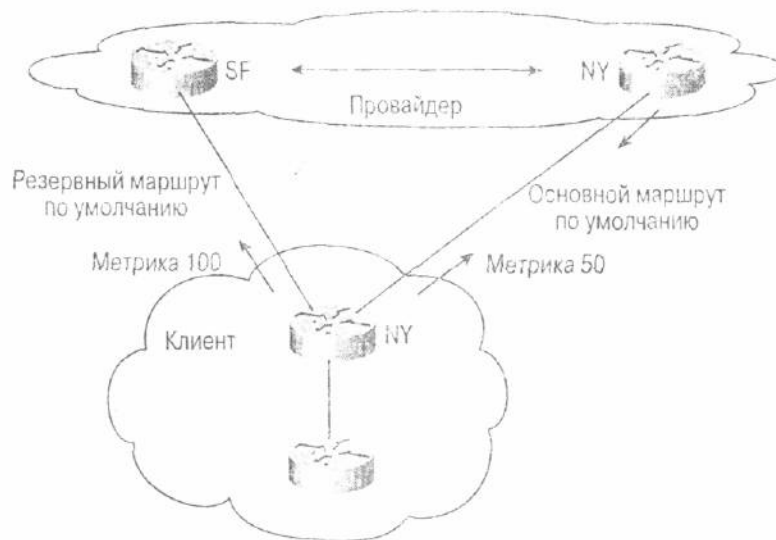 SF
NY
Провайдер
Резервный маршрут
по умолчанию
Основной маршрут
по умолчанию
Метрика 100
Метрика 50
Клиент
NY